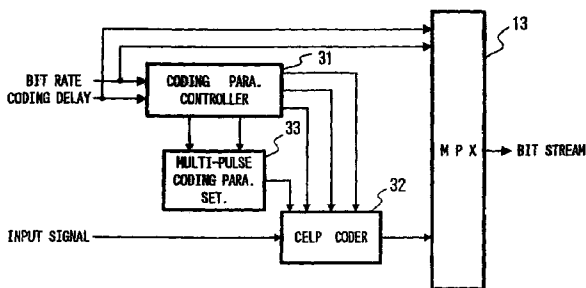 31
13
BIT RATE
CODING DELAY
CODING PARA.
CONTROLLER
33
MULTI-PULSE
CODING PARA.
SET.
M P X
BIT STREAM
32
INPUT SIGNAL
CELP CODER